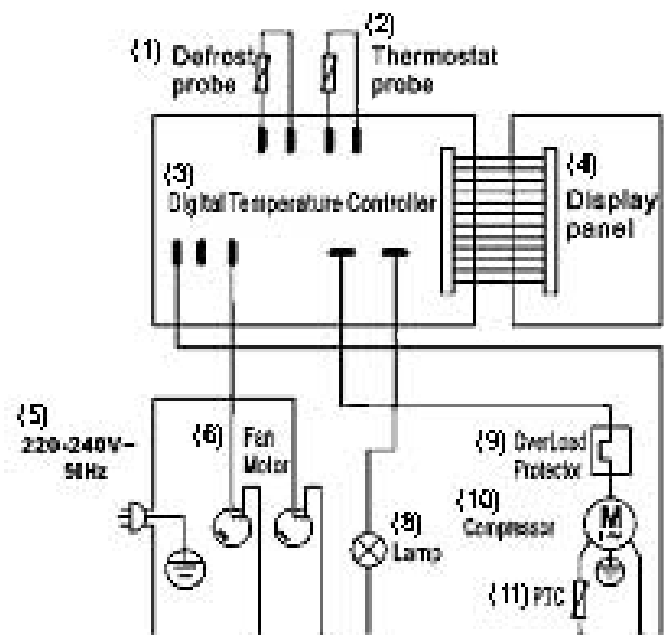 (1) Defrost
probe
(2)
Thermostat
probe
(3)
Digital Temperature Controller
(4)
Display
panel
(5)
220-240V~
50Hz
(6) Fan
Motor
(8)
Lamp
(9) OverLoad
Protector
(10)
Compressor
M
1~
(11) PTC